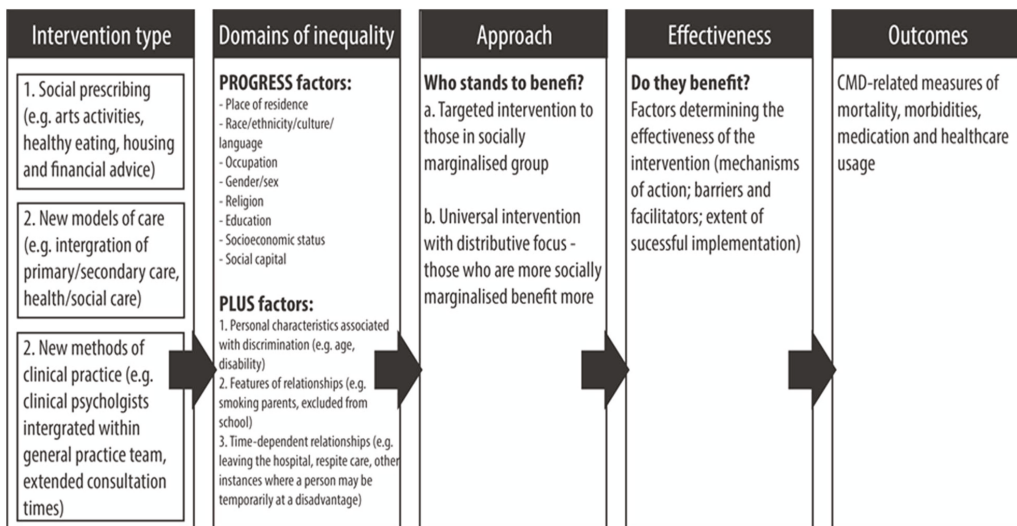 Intervention type
1. Social prescribing
(e.g. arts activities,
healthy eating, housing
and financial advice)
2. New models of care
(e.g. intergration of
primary/secondary care,
health/social care)
2. New methods of
clinical practice (e.g.
clinical psycholgists
intergrated within
general practice team,
extended consultation
times)
Domains of inequality
PROGRESS factors:
- Place of residence
- Race/ethnicity/culture/
language
- Occupation
- Gender/sex
- Religion
- Education
- Socioeconomic status
- Social capital
PLUS factors:
1. Personal characteristics associated
with discrimination (e.g. age,
disability)
2. Features of relationships (e.g.
smoking parents, excluded from
school)
3. Time-dependent relationships (e.g.
leaving the hospital, respite care, other
instances where a person may be
temporarily at a disadvantage)
Approach
Who stands to benefi?
a. Targeted intervention to
those in socially
marginalised group
b. Universal intervention
with distributive focus -
those who are more socially
marginalised benefit more
Effectiveness
Do they benefit?
Factors determining the
effectiveness of the
intervention (mechanisms
of action; barriers and
facilitators; extent of
sucessful implementation)
Outcomes
CMD-related measures of
mortality, morbidities,
medication and healthcare
usage